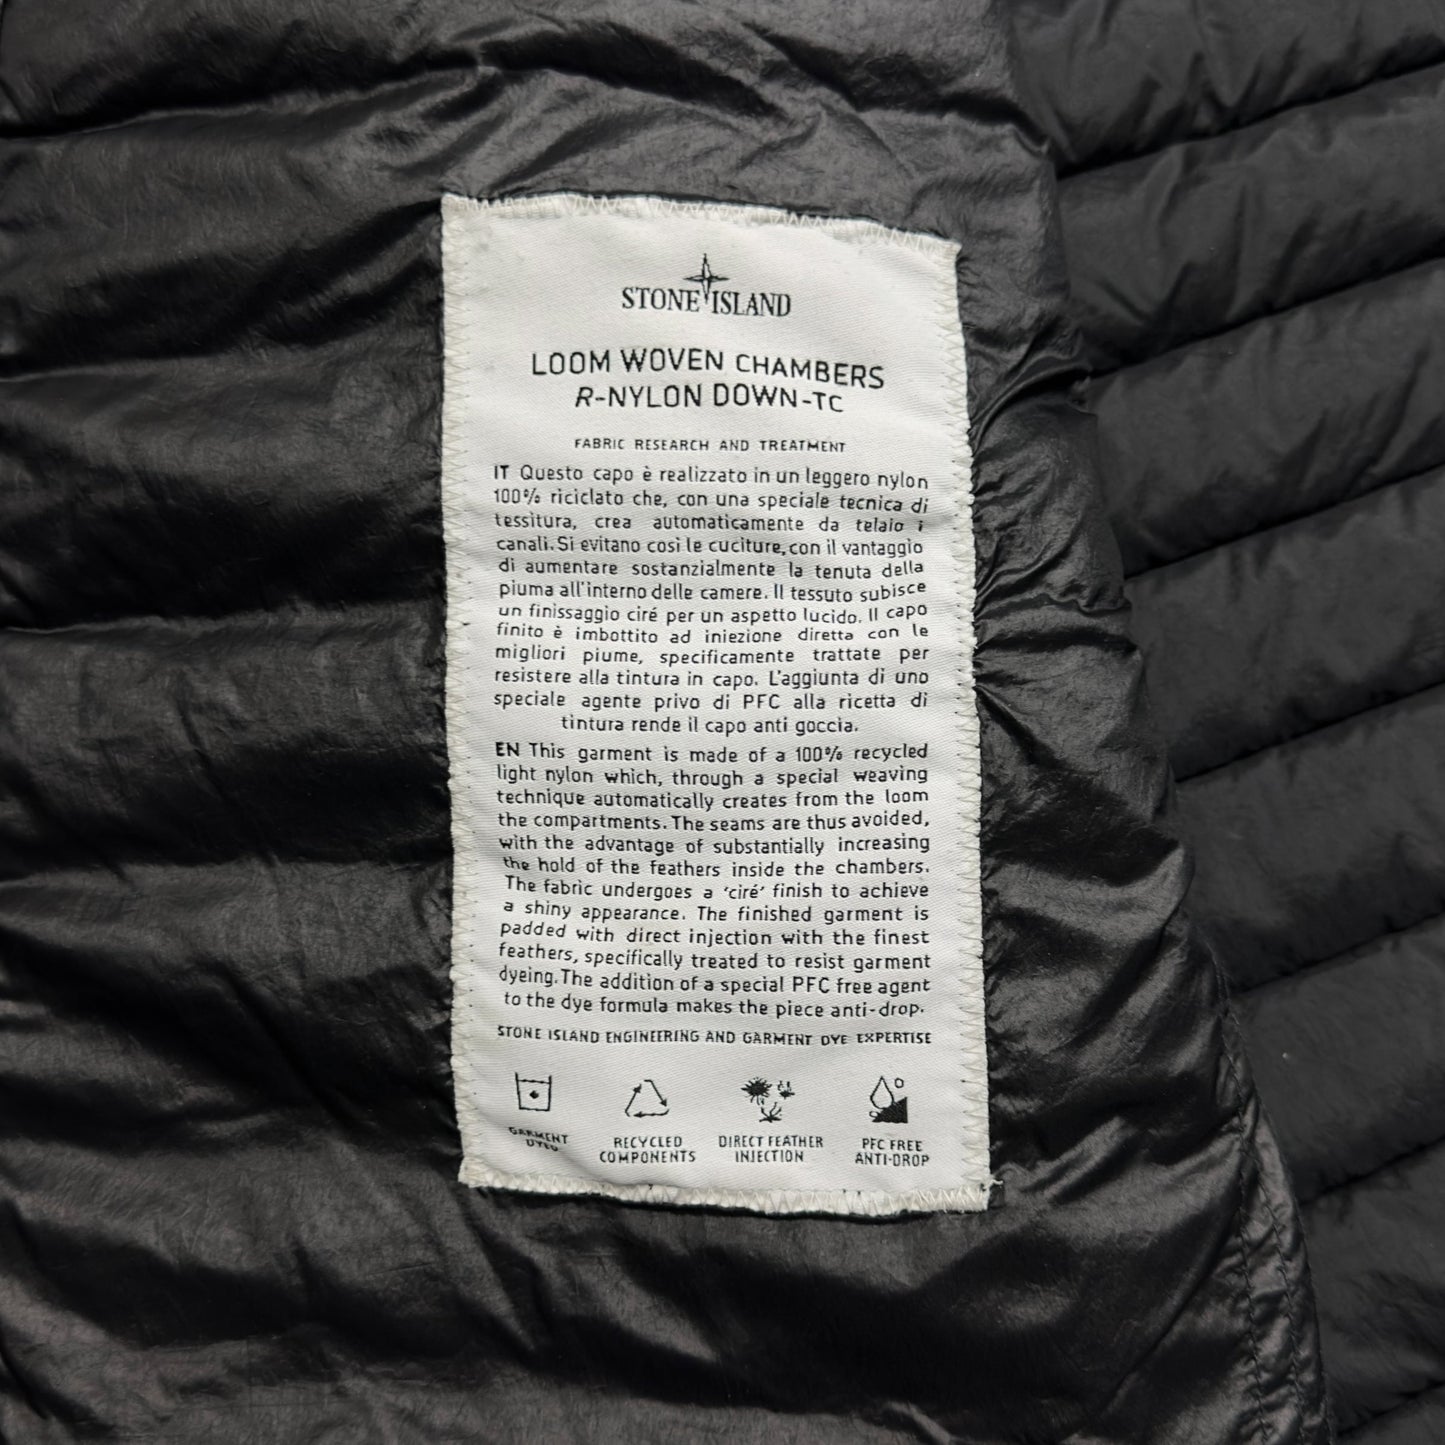 STONE ISLAND
LOOM WOVEN CHAMBERS
R-NYLON DOWN-TC
FABRIC RESEARCH AND TREATMENT
IT Questo capo è realizzato in un leggero nylon
100% riciclato che, con una speciale tecnica di
tessitura, crea automaticamente da telaio i
canali. Si evitano così le cuciture, con il vantaggio
di aumentare sostanzialmente la tenuta della
piuma all'interno delle camere. Il tessuto subisce
un finissaggio ciré per un aspetto lucido. Il capo
finito è imbottito ad iniezione diretta con le
migliori piume, specificamente trattate per
resistere alla tintura in capo. L'aggiunta di uno
speciale agente privo di PFC alla ricetta di
tintura rende il capo anti goccia.
EN This garment is made of a 100% recycled
light nylon which, through a special weaving
technique automatically creates from the loom
the compartments. The seams are thus avoided,
with the advantage of substantially increasing
the hold of the feathers inside the chambers.
The fabric undergoes a 'ciré' finish to achieve
a shiny appearance. The finished garment is
padded with direct injection with the finest
feathers, specifically treated to resist garment
dyeing. The addition of a special PFC free agent
to the dye formula makes the piece anti-drop.
STONE ISLAND ENGINEERING AND GARMENT DYE EXPERTISE
GARMENT
DYED
RECYCLED
COMPONENTS
DIRECT FEATHER
INJECTION
PFC FREE
ANTI-DROP